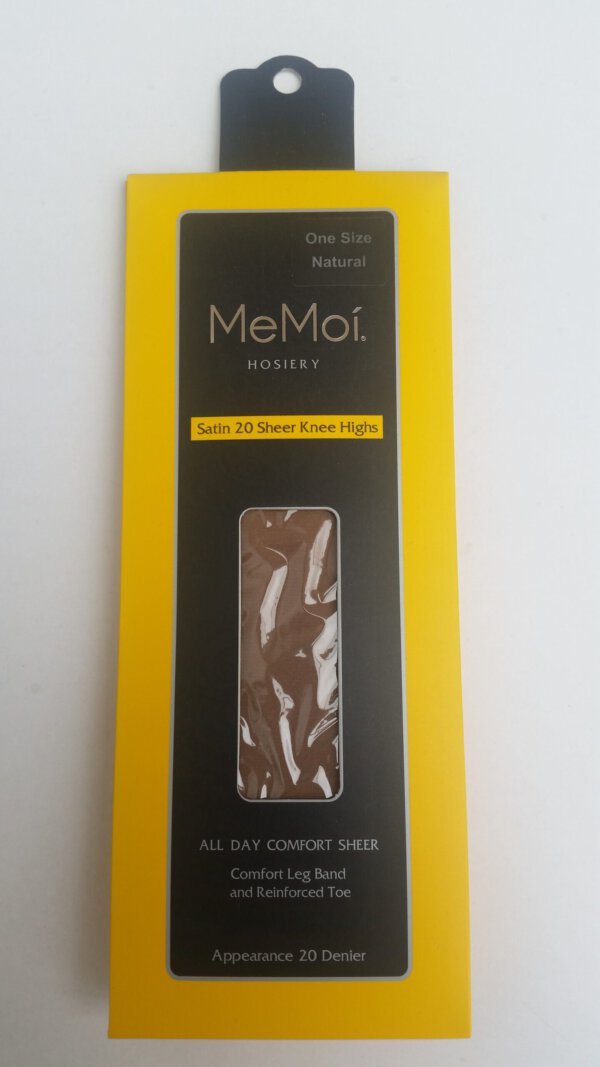 One Size
Natural
MeMoí®
HOSIERY
Satin 20 Sheer Knee Highs
ALL DAY COMFORT SHEER
Comfort Leg Band
and Reinforced Toe
Appearance 20 Denier